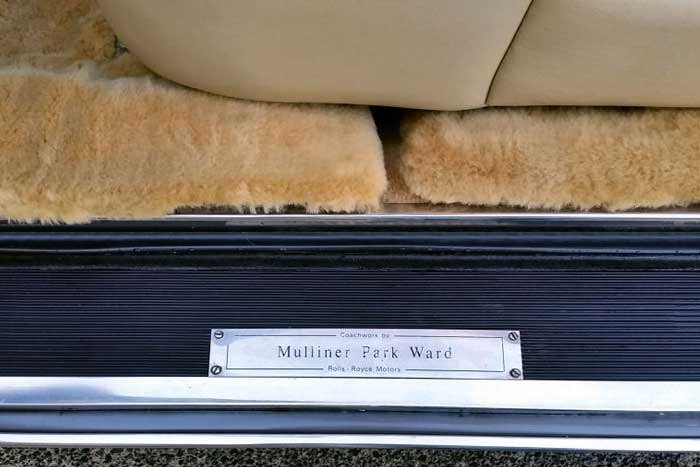 Coachwork by
Mulliner Park Ward
Rolls-Royce Motors